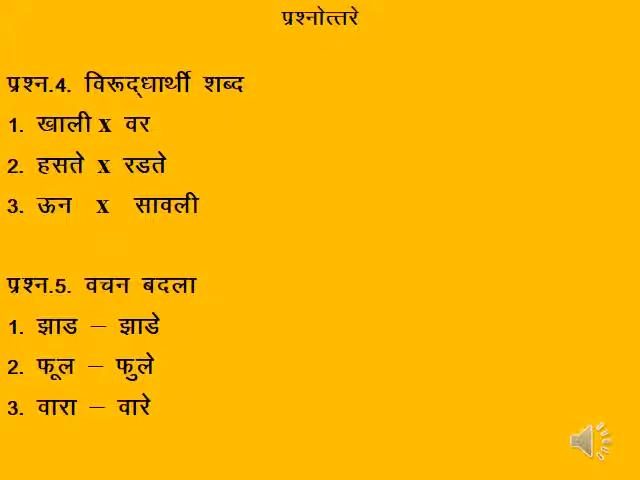 प्रश्नोत्तरे
प्रश्न.4. विरूद्धार्थी शब्द
1. खाली x वर
2. हसते x रडते
3. ऊन x सावली
प्रश्न.5. वचन बदला
1. झाड – झाडे
2. फूल – फुले
3. वारा – वारे